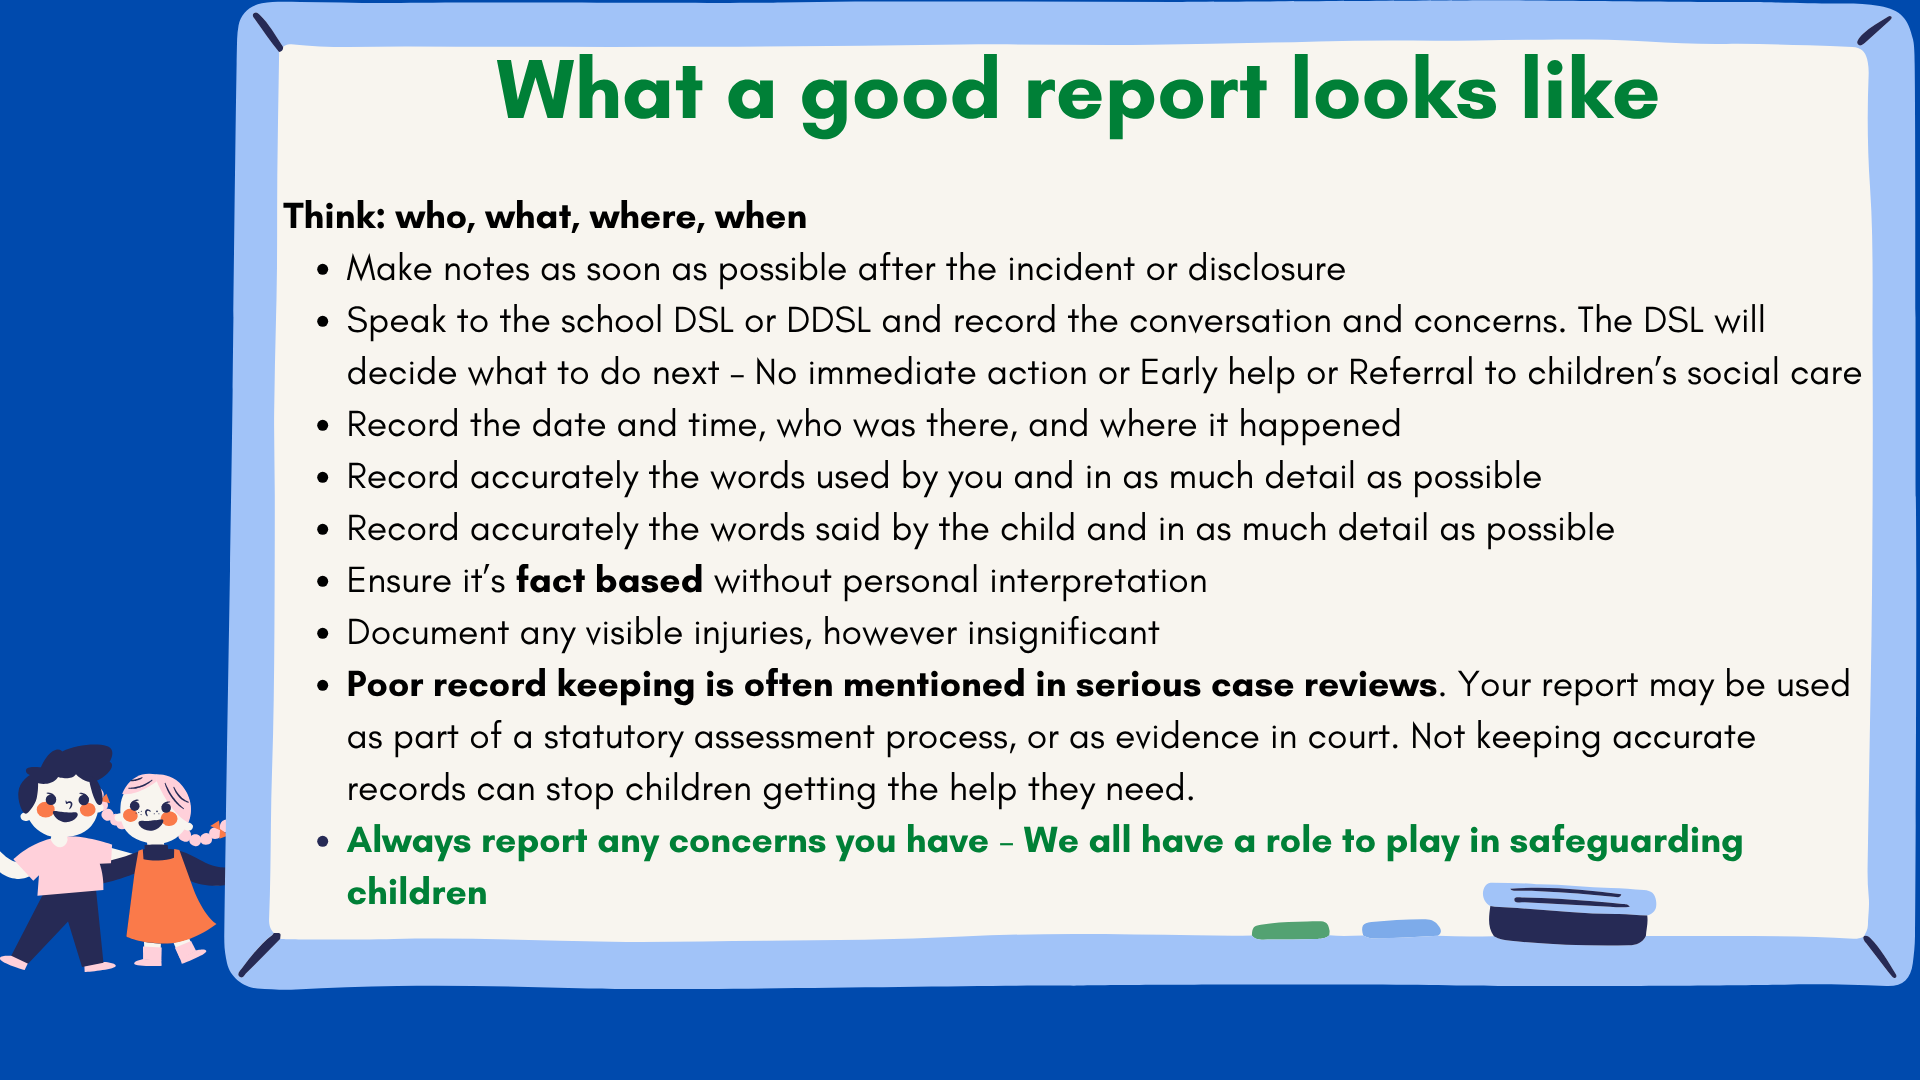 What a good report looks like
Think: who, what, where, when
• Make notes as soon as possible after the incident or disclosure
• Speak to the school DSL or DDSL and record the conversation and concerns. The DSL will
decide what to do next – No immediate action or Early help or Referral to children’s social care
• Record the date and time, who was there, and where it happened
• Record accurately the words used by you and in as much detail as possible
• Record accurately the words said by the child and in as much detail as possible
• Ensure it’s fact based without personal interpretation
• Document any visible injuries, however insignificant
• Poor record keeping is often mentioned in serious case reviews. Your report may be used
as part of a statutory assessment process, or as evidence in court. Not keeping accurate
records can stop children getting the help they need.
• Always report any concerns you have – We all have a role to play in safeguarding
children